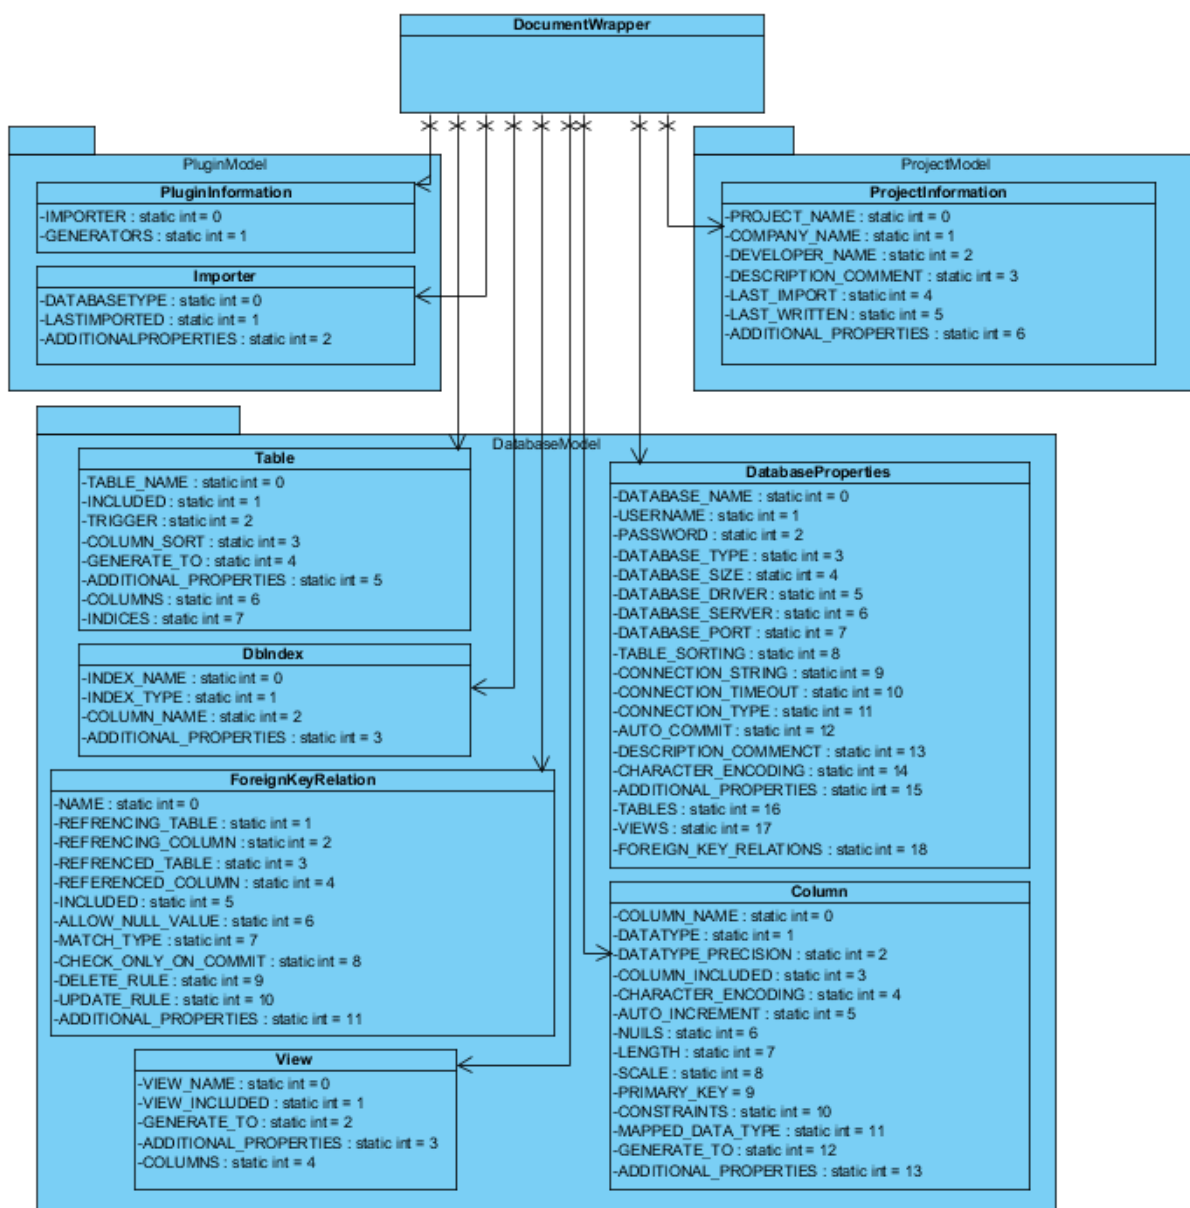 DocumentWrapper
PluginModel
PluginInformation
-IMPORTER : static int = 0
-GENERATORS : static int = 1
Importer
-DATABASETYPE : static int = 0
-LASTIMPORTED : static int = 1
-ADDITIONALPROPERTIES : static int = 2
ProjectModel
ProjectInformation
-PROJECT_NAME : static int = 0
-COMPANY_NAME : static int = 1
-DEVELOPER_NAME : static int = 2
-DESCRIPTION_COMMENT : static int = 3
-LAST_IMPORT : static int = 4
-LAST_WRITTEN : static int = 5
-ADDITIONAL_PROPERTIES : static int = 6
DatabaseModel
Table
-TABLE_NAME : static int = 0
-INCLUDED : static int = 1
-TRIGGER : static int = 2
-COLUMN_SORT : static int = 3
-GENERATE_TO : static int = 4
-ADDITIONAL_PROPERTIES : static int = 5
-COLUMNS : static int = 6
-INDICES : static int = 7
DbIndex
-INDEX_NAME : static int = 0
-INDEX_TYPE : static int = 1
-COLUMN_NAME : static int = 2
-ADDITIONAL_PROPERTIES : static int = 3
ForeignKeyRelation
-NAME : static int = 0
-REFRENCING_TABLE : static int = 1
-REFRENCING_COLUMN : static int = 2
-REFRENCED_TABLE : static int = 3
-REFERENCED_COLUMN : static int = 4
-INCLUDED : static int = 5
-ALLOW_NULL_VALUE : static int = 6
-MATCH_TYPE : static int = 7
-CHECK_ONLY_ON_COMMIT : static int = 8
-DELETE_RULE : static int = 9
-UPDATE_RULE : static int = 10
-ADDITIONAL_PROPERTIES : static int = 11
View
-VIEW_NAME : static int = 0
-VIEW_INCLUDED : static int = 1
-GENERATE_TO : static int = 2
-ADDITIONAL_PROPERTIES : static int = 3
-COLUMNS : static int = 4
DatabaseProperties
-DATABASE_NAME : static int = 0
-USERNAME : static int = 1
-PASSWORD : static int = 2
-DATABASE_TYPE : static int = 3
-DATABASE_SIZE : static int = 4
-DATABASE_DRIVER : static int = 5
-DATABASE_SERVER : static int = 6
-DATABASE_PORT : static int = 7
-TABLE_SORTING : static int = 8
-CONNECTION_STRING : static int = 9
-CONNECTION_TIMEOUT : static int = 10
-CONNECTION_TYPE : static int = 11
-AUTO_COMMIT : static int = 12
-DESCRIPTION_COMMENCT : static int = 13
-CHARACTER_ENCODING : static int = 14
-ADDITIONAL_PROPERTIES : static int = 15
-TABLES : static int = 16
-VIEWS : static int = 17
-FOREIGN_KEY_RELATIONS : static int = 18
Column
-COLUMN_NAME : static int = 0
-DATATYPE : static int = 1
-DATATYPE_PRECISION : static int = 2
-COLUMN_INCLUDED : static int = 3
-CHARACTER_ENCODING : static int = 4
-AUTO_INCREMENT : static int = 5
-NUILS : static int = 6
-LENGTH : static int = 7
-SCALE : static int = 8
-PRIMARY_KEY = 9
-CONSTRAINTS : static int = 10
-MAPPED_DATA_TYPE : static int = 11
-GENERATE_TO : static int = 12
-ADDITIONAL_PROPERTIES : static int = 13